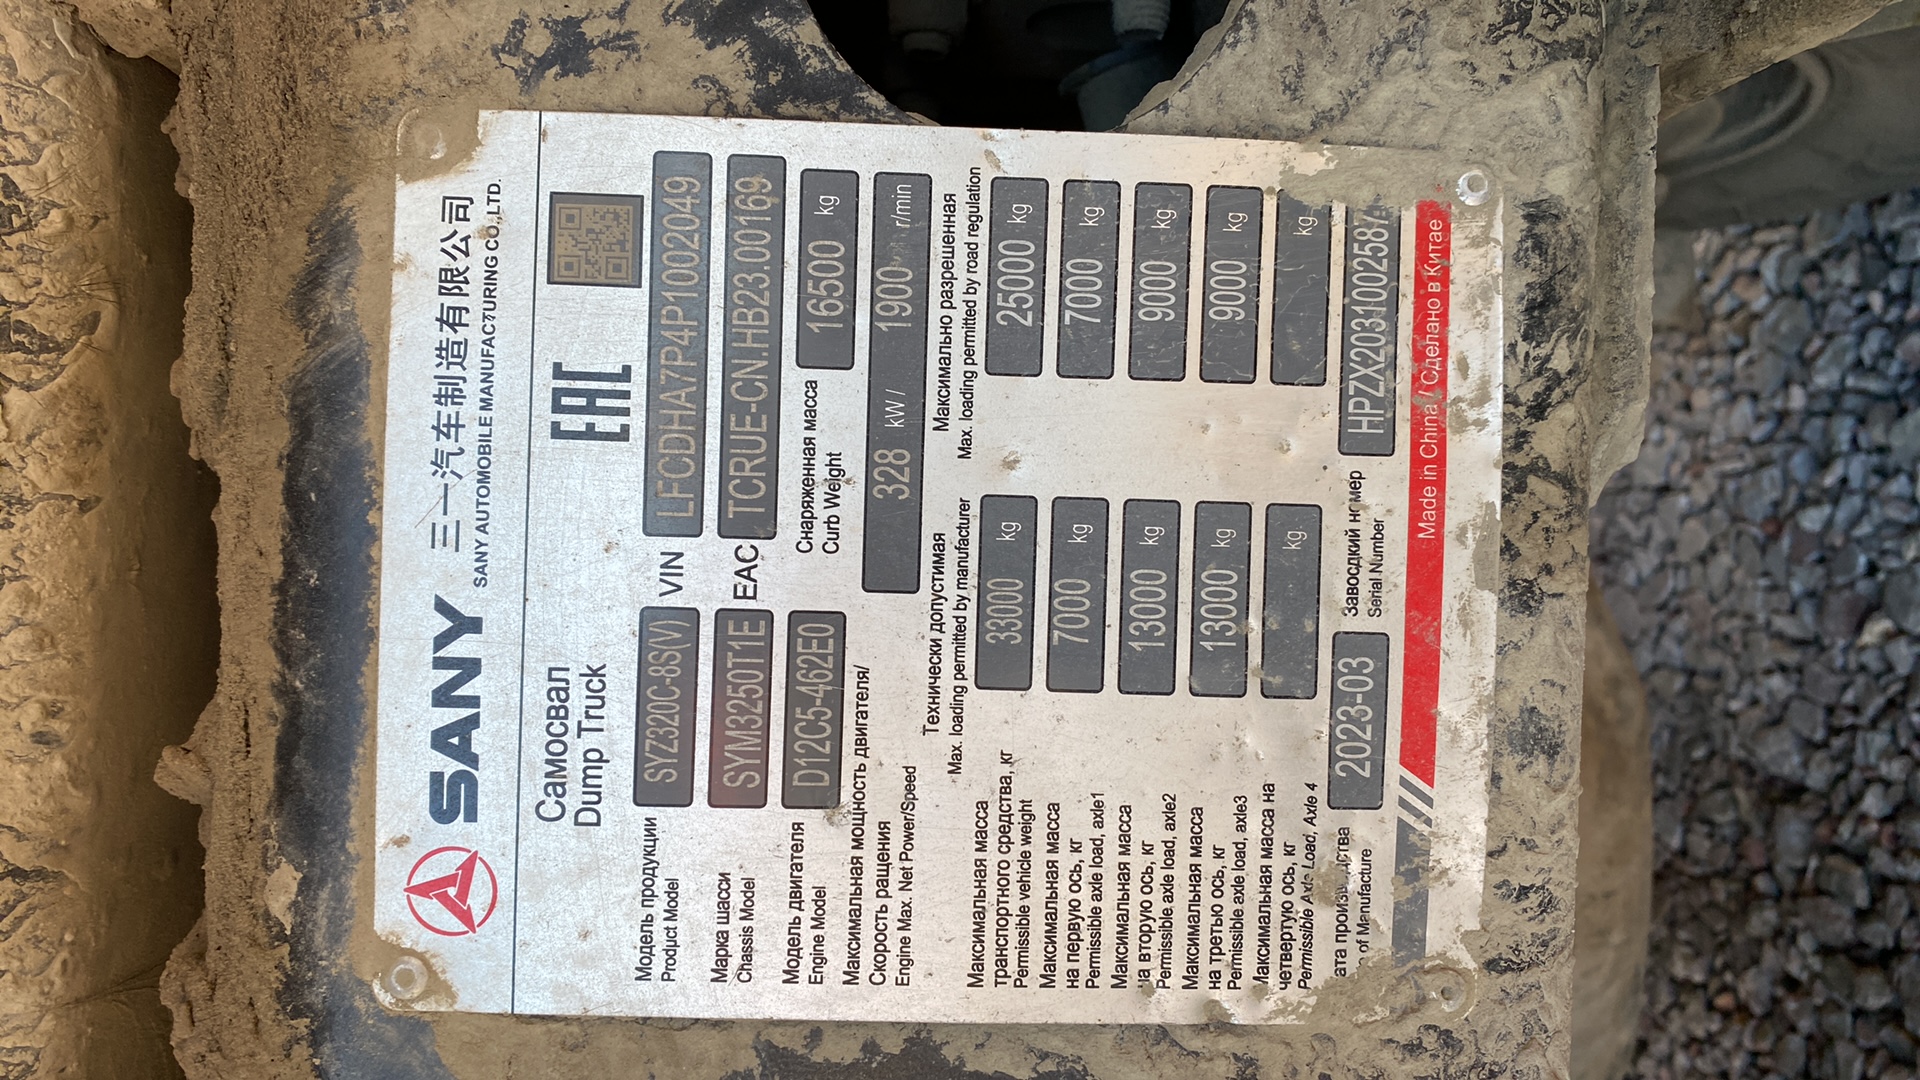 SANY 三一汽车制造有限公司
SANY AUTOMOBILE MANUFACTURING CO.,LTD.
Самосвал
Dump Truck
EAC
Модель продукции
Product Model
SYZ320C-8S(V)
VIN
LFCDHA7P4P1002049
Марка шасси
Chassis Model
SYM3250T1E
EAC
TCRUE-CN.HB23.00169
Модель двигателя
Engine Model
D12C5-462E0
Снаряженная масса
Curb Weight
16500 kg
Максимальная мощность двигателя/
Скорость ращения
Engine Max. Net Power/Speed
328 kW/ 1900 r/min
Технически допустимая
Max. loading permitted by manufacturer
Максимально разрешенная
Max. loading permitted by road regulation
Максимальная масса
транспортного средства, кг
Permissible vehicle weight
33000 kg
25000 kg
Максимальная масса
на первую ось, кг
Permissible axle load, axle1
7000 kg
7000 kg
Максимальная масса
на вторую ось, кг
Permissible axle load, axle2
13000 kg
9000 kg
Максимальная масса
на третью ось, кг
Permissible axle load, axle3
13000 kg
9000 kg
Максимальная масса на
четвертую ось, кг
Permissible Axle Load, Axle 4
kg
kg
ата произв дства
of Manufacture
2023-03
Завосдкий номер
Serial Number
HPZX2031002587
Made in China / Сделано в Китае